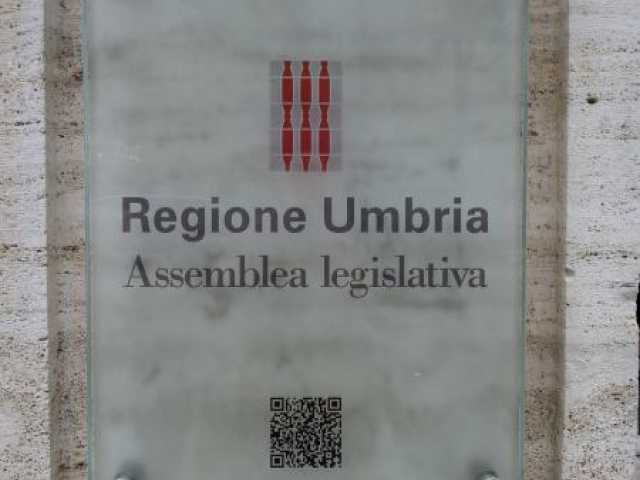 Regione Umbria
Assemblea legislativa